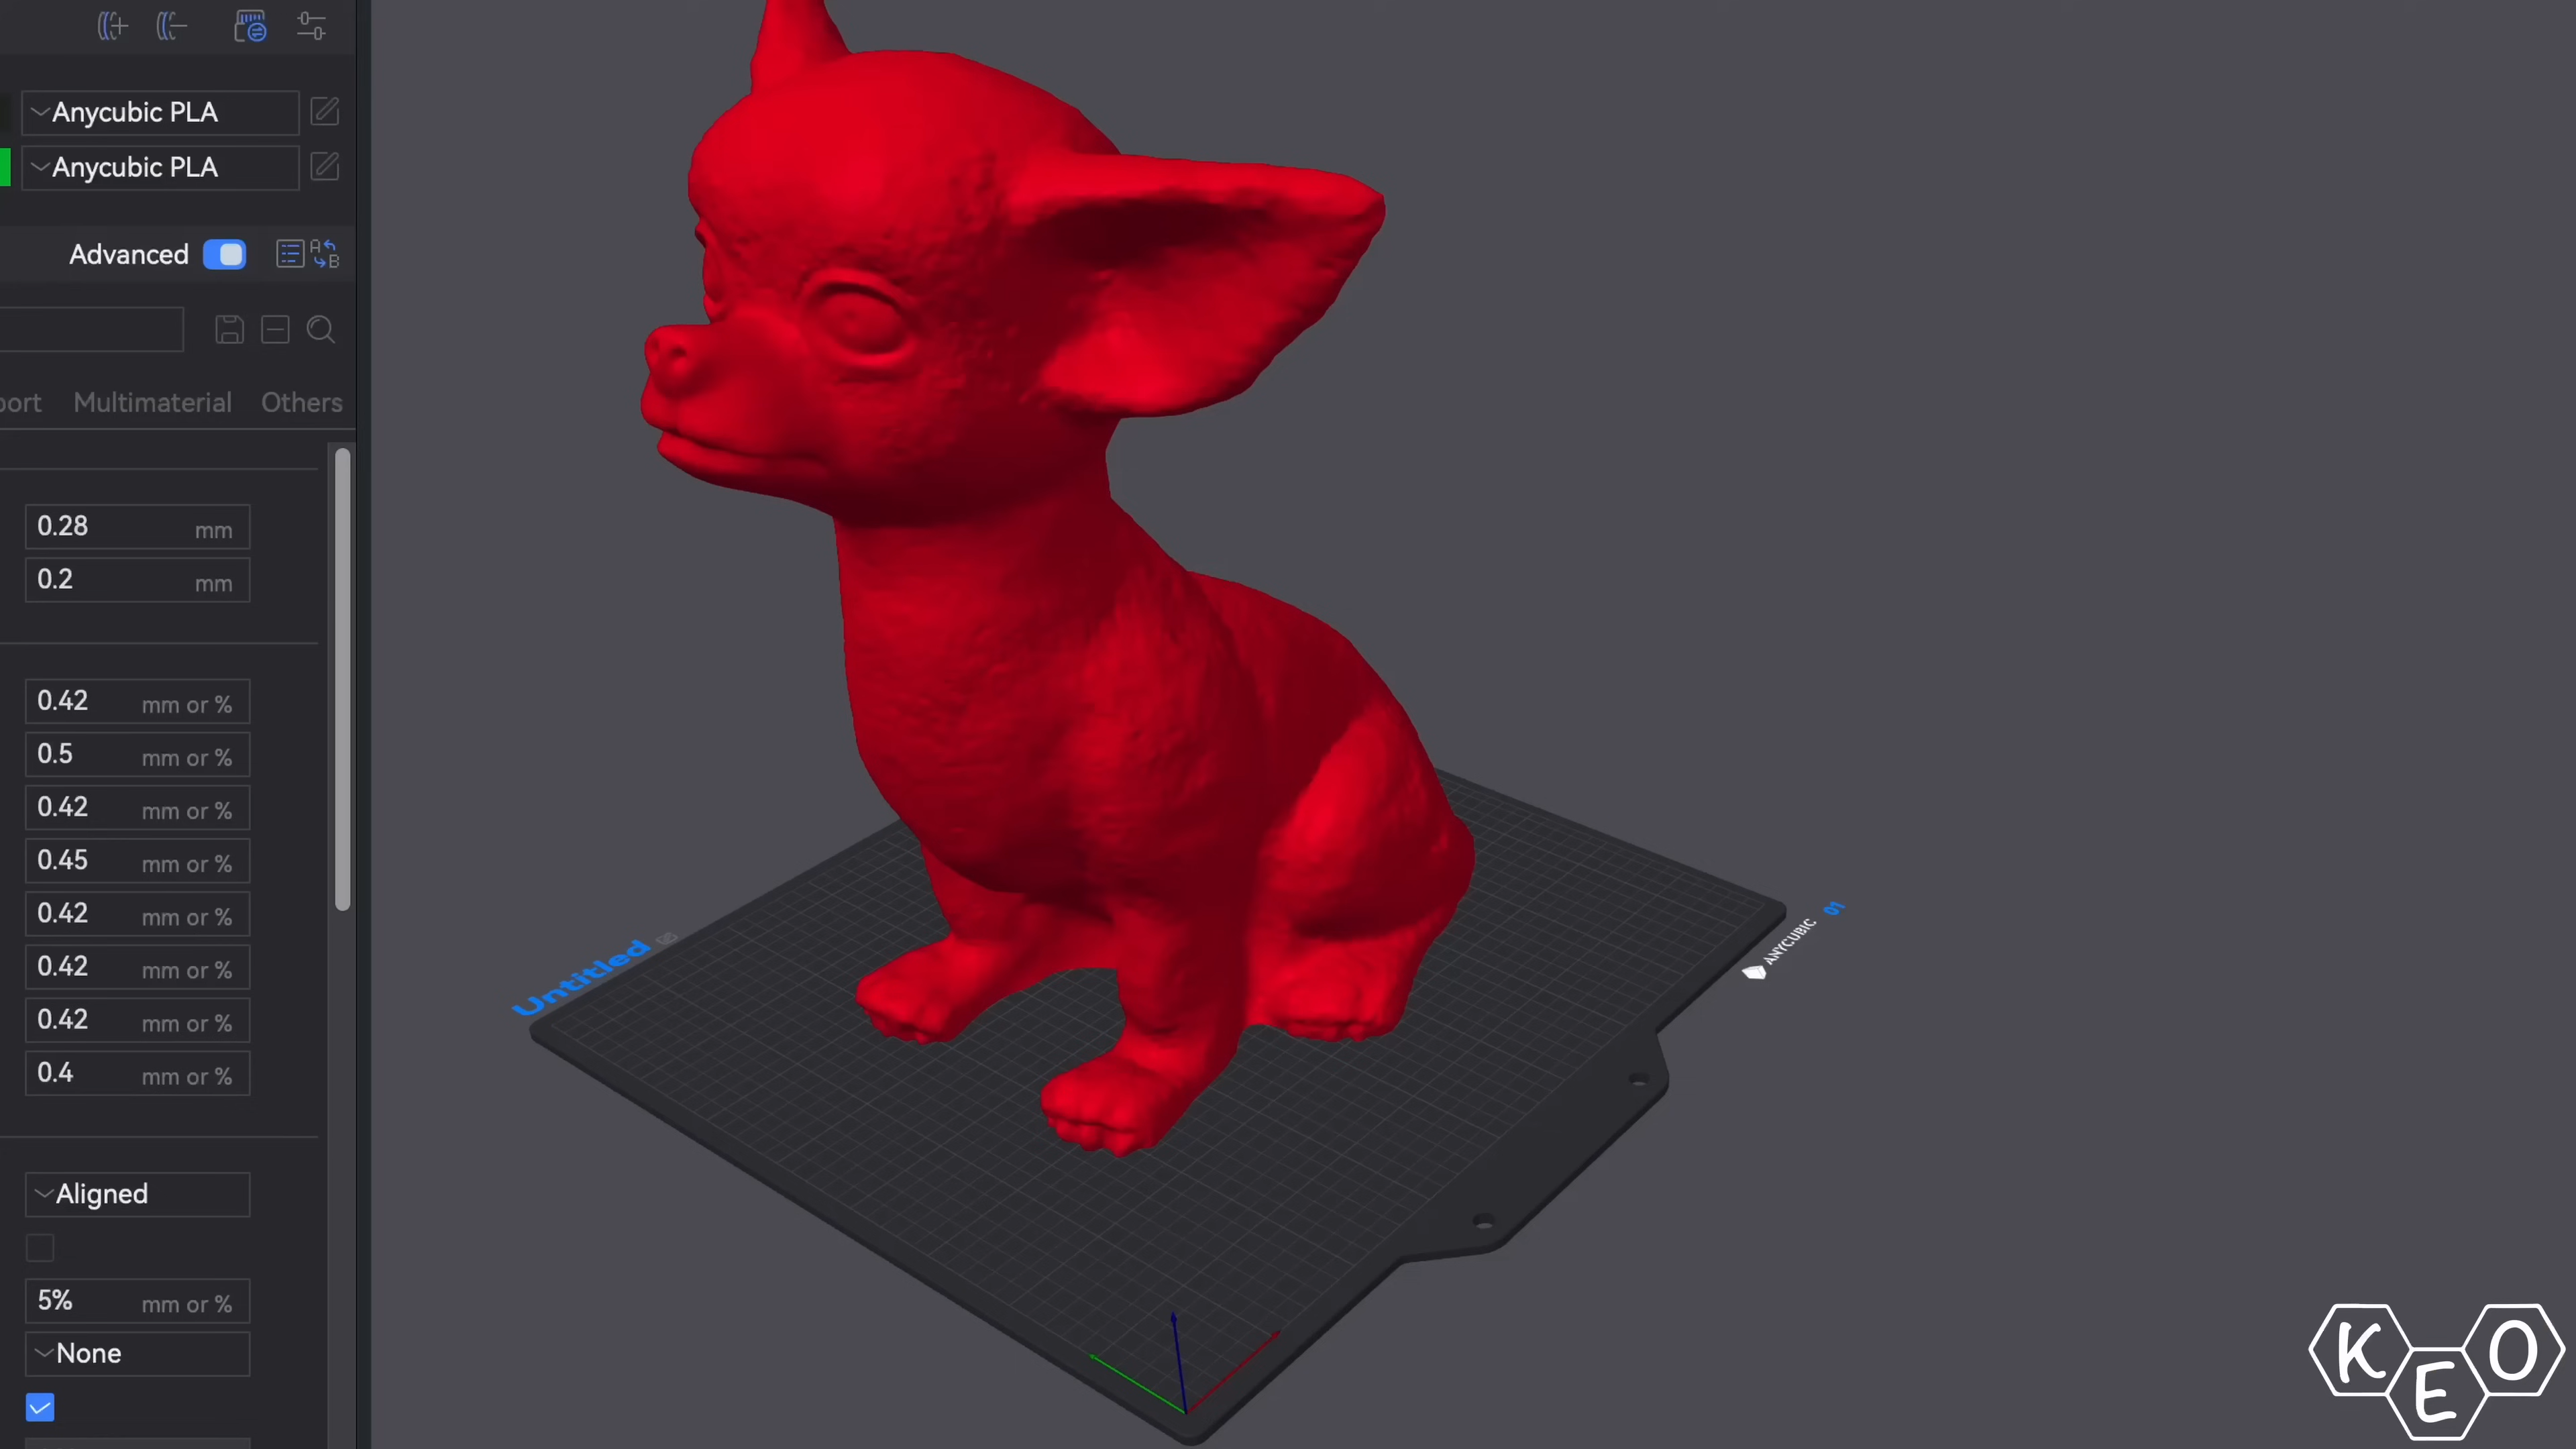 Anycubic PLA
Anycubic PLA
Advanced
A
B
port Multimaterial Others
0.28 mm
0.2 mm
0.42 mm or %
0.5 mm or %
0.42 mm or %
0.45 mm or %
0.42 mm or %
0.42 mm or %
0.42 mm or %
0.4 mm or %
Aligned
5% mm or %
None
Untitled
ANYCUBIC
01
KEO